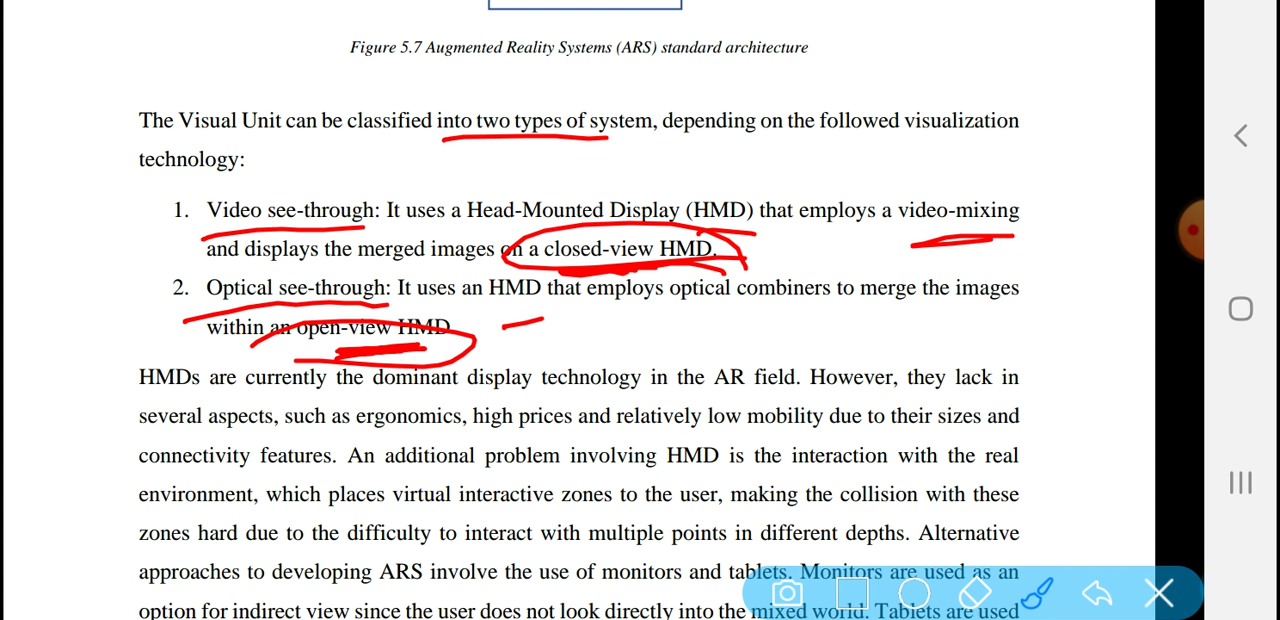 Figure 5.7 Augmented Reality Systems (ARS) standard architecture
The Visual Unit can be classified into two types of system, depending on the followed visualization
technology:
1. Video see-through: It uses a Head-Mounted Display (HMD) that employs a video-mixing
and displays the merged images on a closed-view HMD.
2. Optical see-through: It uses an HMD that employs optical combiners to merge the images
within an open-view HMD
HMDs are currently the dominant display technology in the AR field. However, they lack in
several aspects, such as ergonomics, high prices and relatively low mobility due to their sizes and
connectivity features. An additional problem involving HMD is the interaction with the real
environment, which places virtual interactive zones to the user, making the collision with these
zones hard due to the difficulty to interact with multiple points in different depths. Alternative
approaches to developing ARS involve the use of monitors and tablets. Monitors are used as an
option for indirect view since the user does not look directly into the mixed world. Tablets are used